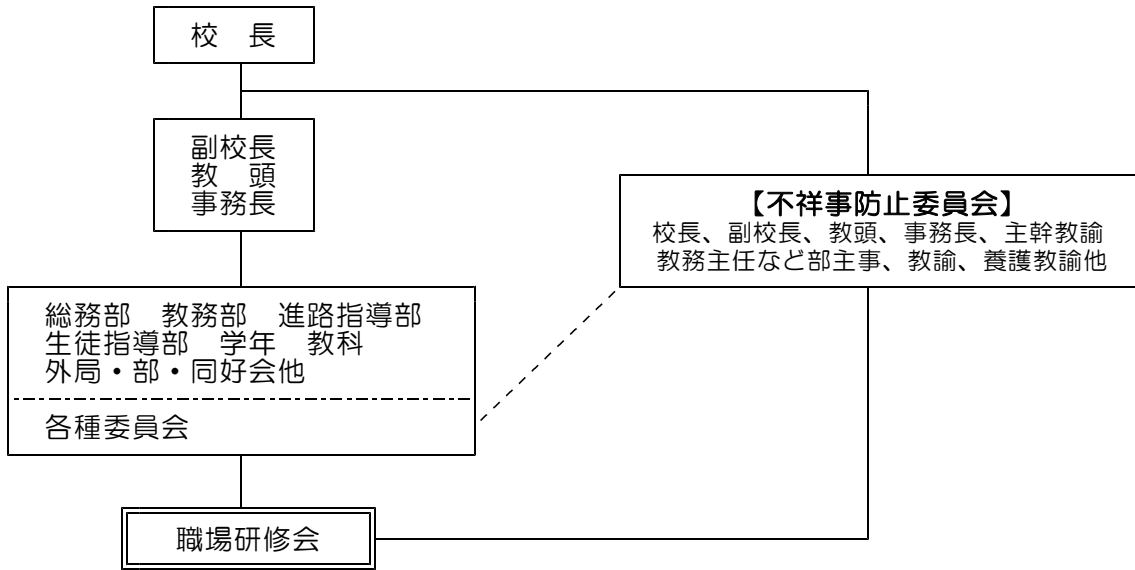 校　長
副校長
教　頭
事務長
【不祥事防止委員会】
校長、副校長、教頭、事務長、主幹教諭
教務主任など部主事、教諭、養護教諭他
総務部　教務部　進路指導部
生徒指導部　学年　教科
外局・部・同好会他
各種委員会
職場研修会